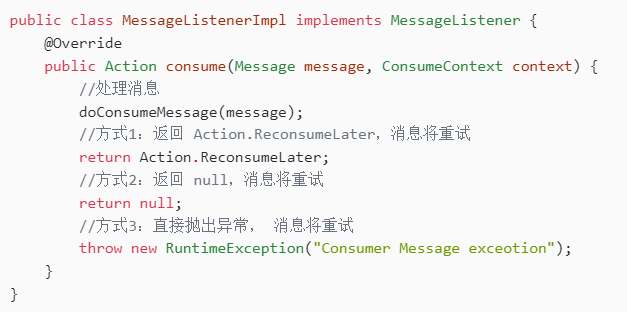 public class MessageListenerImpl implements MessageListener {
    @Override
    public Action consume(Message message, ConsumeContext context) {
        //处理消息
        doConsumeMessage(message);
        //方式1：返回 Action.ReconsumeLater，消息将重试
        return Action.ReconsumeLater;
        //方式2：返回 null，消息将重试
        return null;
        //方式3：直接抛出异常， 消息将重试
        throw new RuntimeException("Consumer Message exceotion");
    }
}